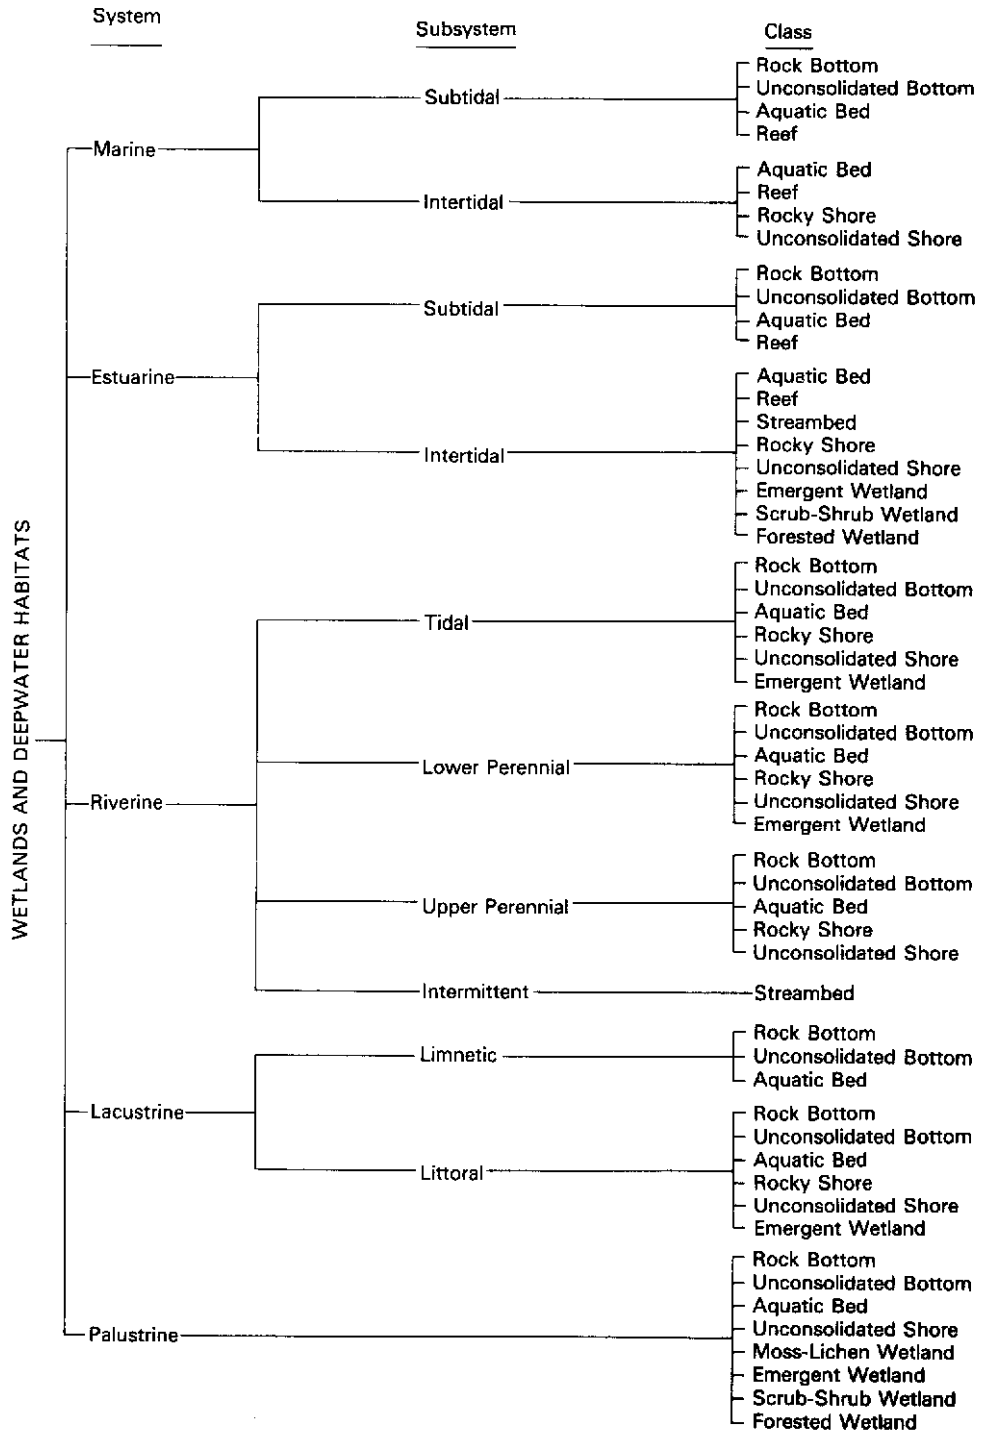 System
Subsystem
Class
WETLANDS AND DEEPWATER HABITATS
Marine
Subtidal
Rock Bottom
Unconsolidated Bottom
Aquatic Bed
Reef
Intertidal
Aquatic Bed
Reef
Rocky Shore
Unconsolidated Shore
Estuarine
Subtidal
Rock Bottom
Unconsolidated Bottom
Aquatic Bed
Reef
Intertidal
Aquatic Bed
Reef
Streambed
Rocky Shore
Unconsolidated Shore
Emergent Wetland
Scrub-Shrub Wetland
Forested Wetland
Riverine
Tidal
Rock Bottom
Unconsolidated Bottom
Aquatic Bed
Rocky Shore
Unconsolidated Shore
Emergent Wetland
Lower Perennial
Rock Bottom
Unconsolidated Bottom
Aquatic Bed
Rocky Shore
Unconsolidated Shore
Emergent Wetland
Upper Perennial
Rock Bottom
Unconsolidated Bottom
Aquatic Bed
Rocky Shore
Unconsolidated Shore
Intermittent
Streambed
Lacustrine
Limnetic
Rock Bottom
Unconsolidated Bottom
Aquatic Bed
Littoral
Rock Bottom
Unconsolidated Bottom
Aquatic Bed
Rocky Shore
Unconsolidated Shore
Emergent Wetland
Palustrine
Rock Bottom
Unconsolidated Bottom
Aquatic Bed
Unconsolidated Shore
Moss-Lichen Wetland
Emergent Wetland
Scrub-Shrub Wetland
Forested Wetland